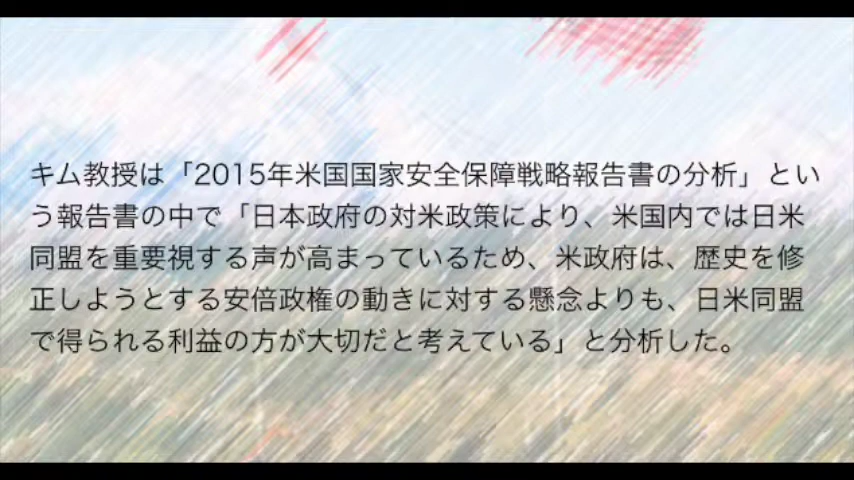 キム教授は「2015年米国国家安全保障戦略報告書の分析」とい
う報告書の中で「日本政府の対米政策により、米国内では日米
同盟を重要視する声が高まっているため、米政府は、歴史を修
正しようとする安倍政権の動きに対する懸念よりも、日米同盟
で得られる利益の方が大切だと考えている」と分析した。